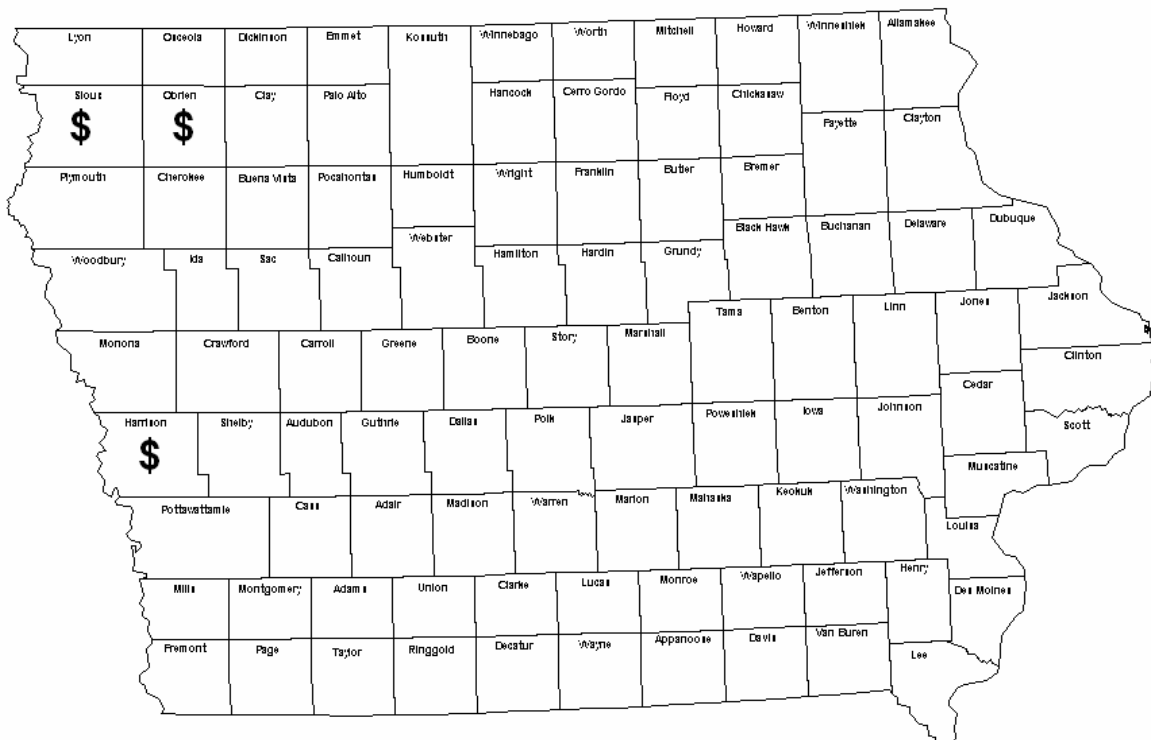 Lyon
Osceola
Dickinson
Emmet
Kossuth
Winnebago
Worth
Mitchell
Howard
Winneshiek
Allamakee
Sioux
$
Obrien
$
Clay
Palo Alto
Hancock
Cerro Gordo
Floyd
Chickasaw
Fayette
Clayton
Plymouth
Cherokee
Buena Vista
Pocahontas
Humboldt
Wright
Franklin
Butler
Bremer
Black Hawk
Buchanan
Delaware
Dubuque
Woodbury
Ida
Sac
Calhoun
Webster
Hamilton
Hardin
Grundy
Tama
Benton
Linn
Jones
Jackson
Monona
Crawford
Carroll
Greene
Boone
Story
Marshall
Clinton
Cedar
Harrison
$
Shelby
Audubon
Guthrie
Dallas
Polk
Jasper
Poweshiek
Iowa
Johnson
Scott
Muscatine
Pottawattamie
Cass
Adair
Madison
Warren
Marion
Mahaska
Keokuk
Washington
Louisa
Mills
Montgomery
Adams
Union
Clarke
Lucas
Monroe
Wapello
Jefferson
Henry
Des Moines
Fremont
Page
Taylor
Ringgold
Decatur
Wayne
Appanoose
Davis
Van Buren
Lee